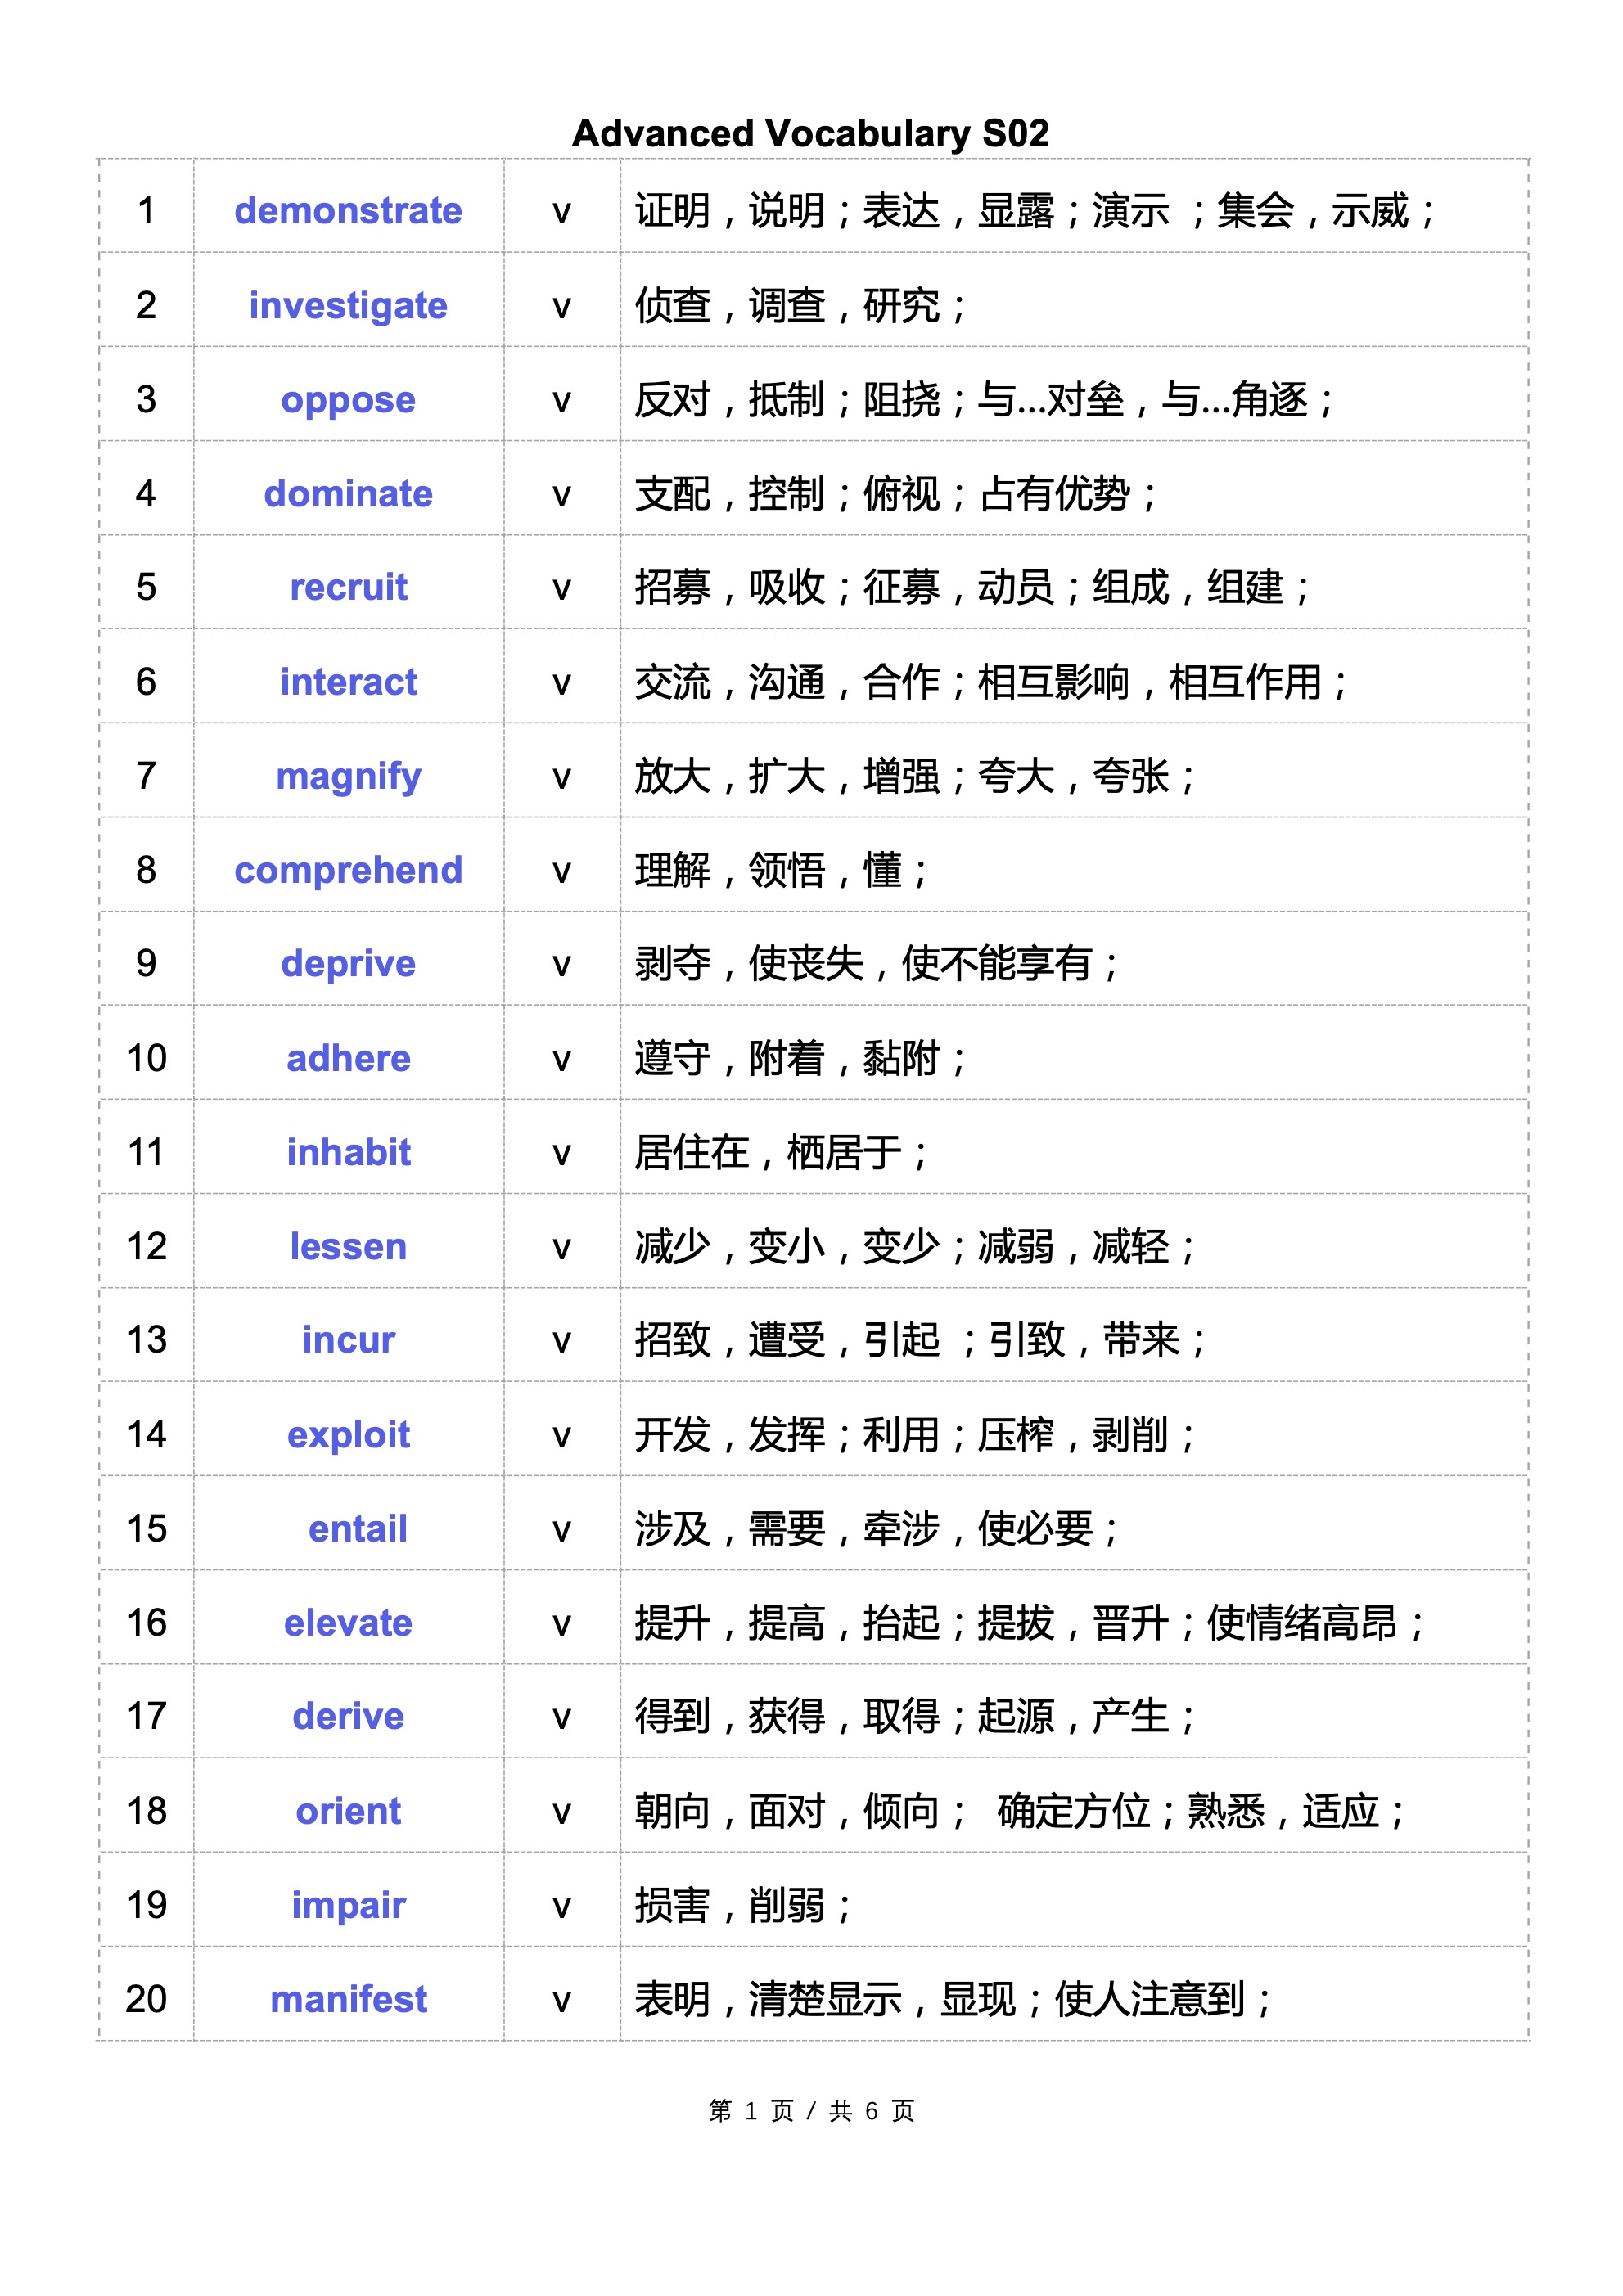 Advanced Vocabulary S02
1 demonstrate v 证明，说明；表达，显露；演示 ；集会，示威；
2 investigate v 侦查，调查，研究；
3 oppose v 反对，抵制；阻挠；与...对垒，与...角逐；
4 dominate v 支配，控制；俯视；占有优势；
5 recruit v 招募，吸收；征募，动员；组成，组建；
6 interact v 交流，沟通，合作；相互影响，相互作用；
7 magnify v 放大，扩大，增强；夸大，夸张；
8 comprehend v 理解，领悟，懂；
9 deprive v 剥夺，使丧失，使不能享有；
10 adhere v 遵守，附着，黏附；
11 inhabit v 居住在，栖居于；
12 lessen v 减少，变小，变少；减弱，减轻；
13 incur v 招致，遭受，引起 ；引致，带来；
14 exploit v 开发，发挥；利用；压榨，剥削；
15 entail v 涉及，需要，牵涉，使必要；
16 elevate v 提升，提高，抬起；提拔，晋升；使情绪高昂；
17 derive v 得到，获得，取得；起源，产生；
18 orient v 朝向，面对，倾向； 确定方位；熟悉，适应；
19 impair v 损害，削弱；
20 manifest v 表明，清楚显示，显现；使人注意到；
第 1 页 / 共 6 页